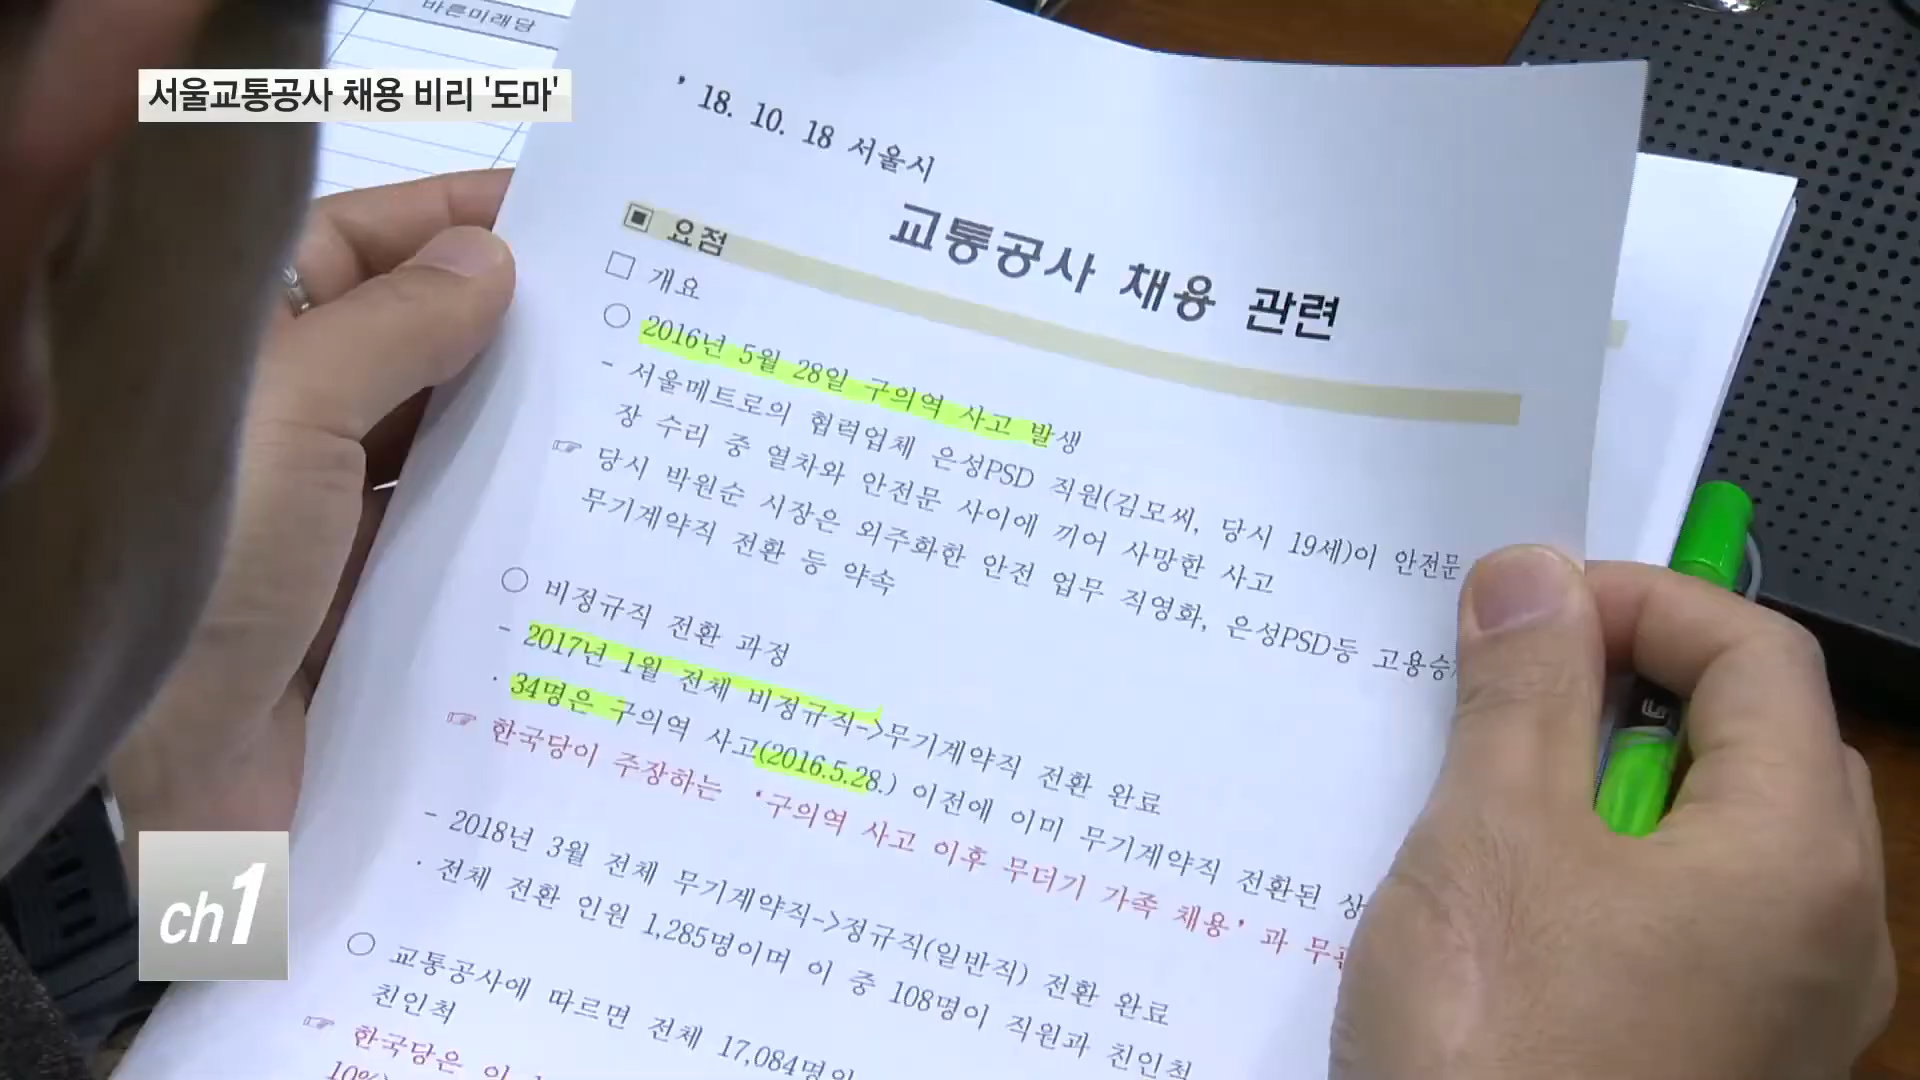 바른미래당
서울교통공사 채용 비리 '도마'
'18. 10. 18 서울시
교통공사 채용 관련
▣ 요점
□ 개요
○ 2016년 5월 28일 구의역 사고 발생
- 서울메트로의 협력업체 은성PSD 직원(김모씨, 당시 19세)이 안전문
장 수리 중 열차와 안전문 사이에 끼어 사망한 사고
☞ 당시 박원순 시장은 외주화한 안전 업무 직영화, 은성PSD등 고용승
무기계약직 전환 등 약속
○ 비정규직 전환 과정
- 2017년 1월 전체 비정규직->무기계약직 전환 완료
· 34명은 구의역 사고(2016.5.28.) 이전에 이미 무기계약직 전환된 상
☞ 한국당이 주장하는 '구의역 사고 이후 무더기 가족 채용'과 무관
- 2018년 3월 전체 무기계약직->정규직(일반직) 전환 완료
· 전체 전환 인원 1,285명이며 이 중 108명이 직원과 친인척
○ 교통공사에 따르면 전체 17,084명의
친인척
☞ 한국당은 이
10%)
ch1